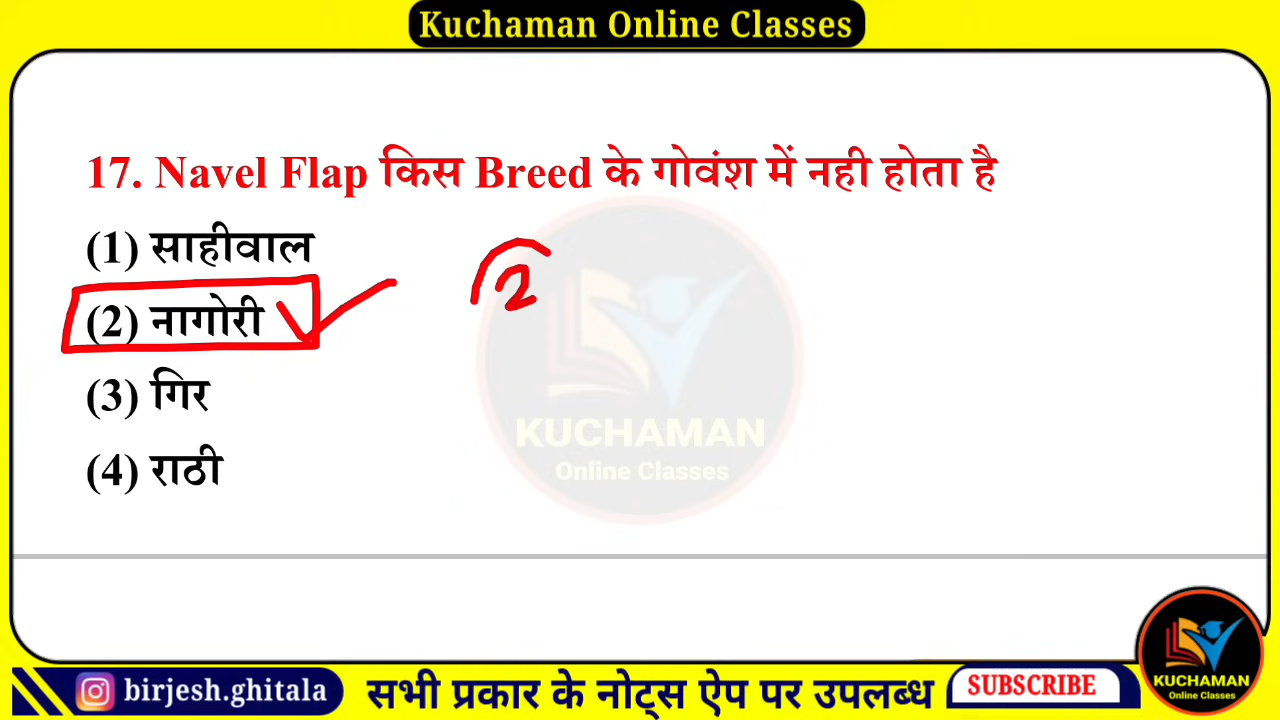 Kuchaman Online Classes
17. Navel Flap किस Breed के गोवंश में नही होता है
(1) साहीवाल
(2) नागोरी
2
(3) गिर
(4) राठी
KUCHAMAN
Online Classes
KUCHAMAN
Online Classes
birjesh.ghitala
सभी प्रकार के नोट्स ऐप पर उपलब्ध
SUBSCRIBE